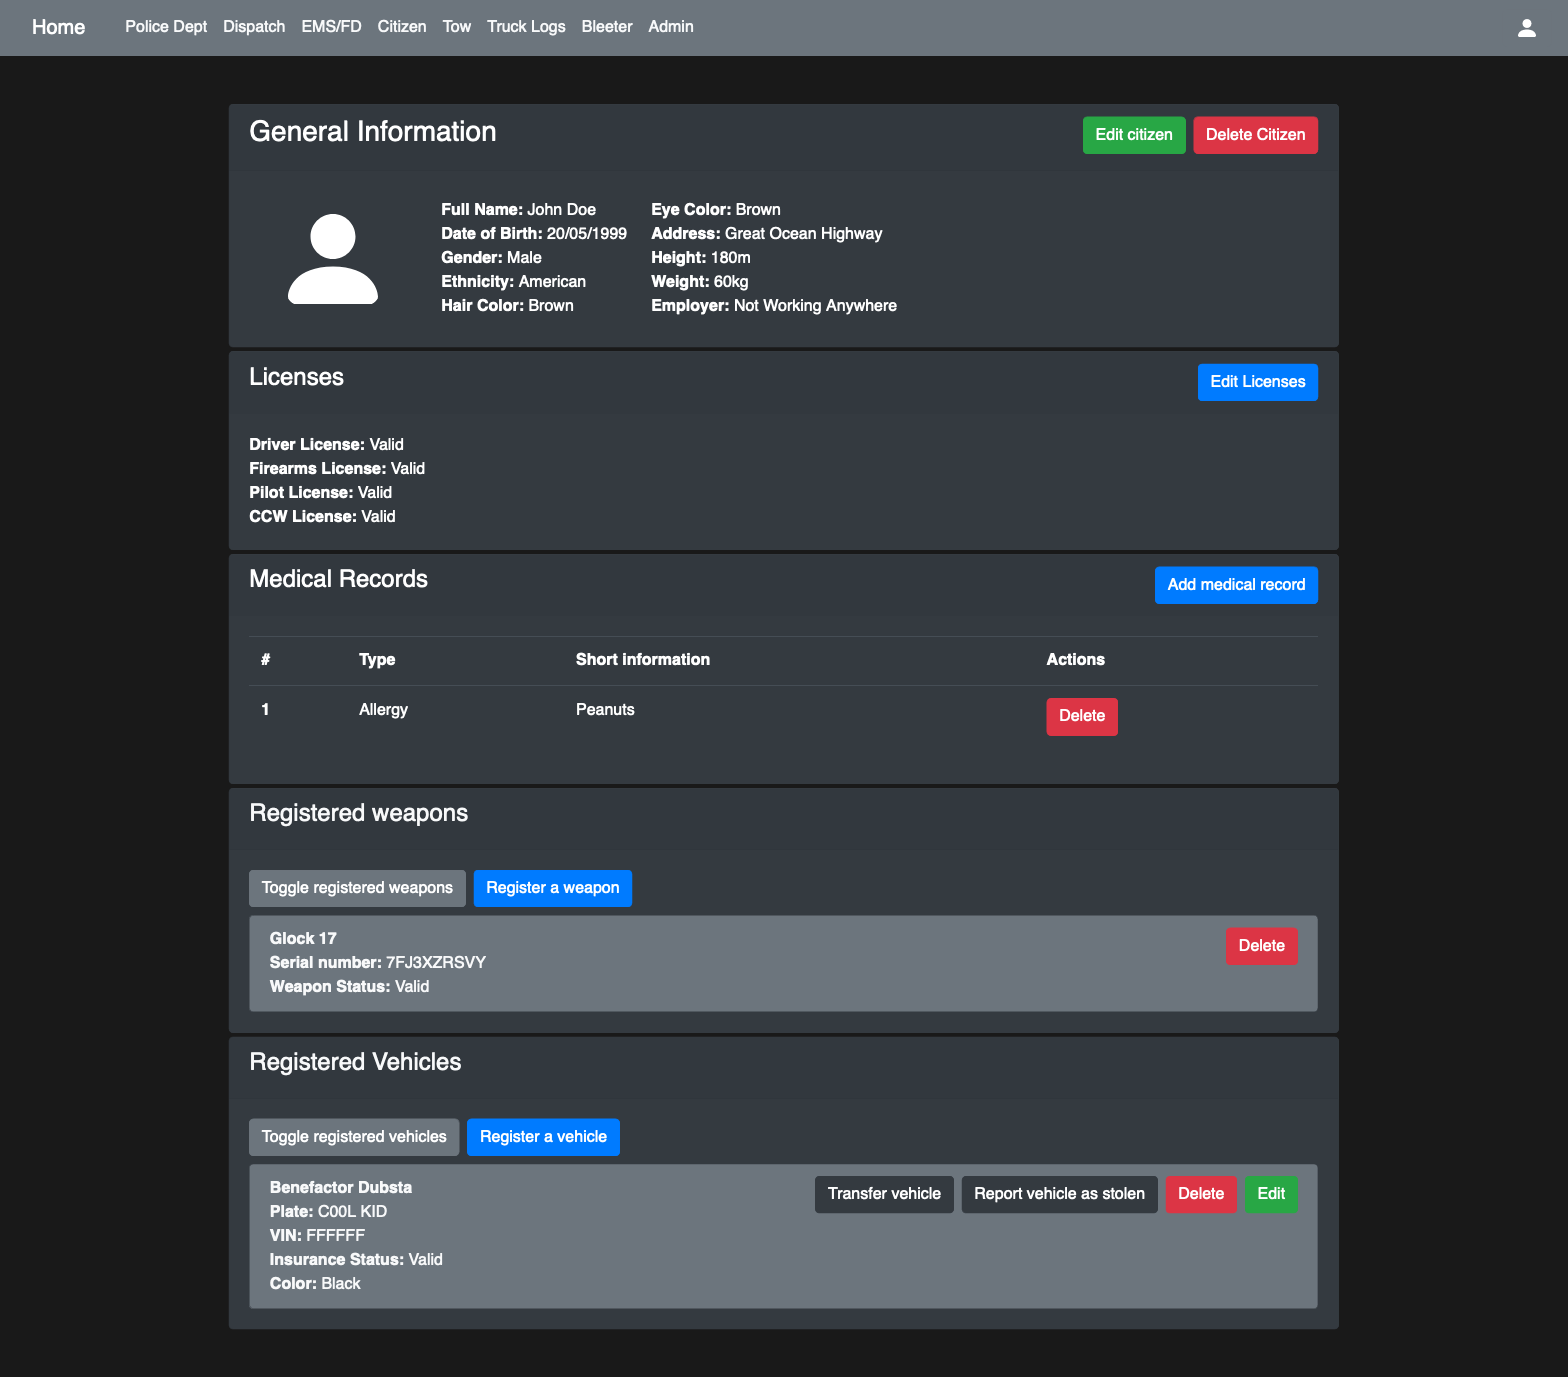 Home Police Dept Dispatch EMS/FD Citizen Tow Truck Logs Bleeter Admin
General Information
Edit citizen Delete Citizen
Full Name: John Doe
Date of Birth: 20/05/1999
Gender: Male
Ethnicity: American
Hair Color: Brown
Eye Color: Brown
Address: Great Ocean Highway
Height: 180m
Weight: 60kg
Employer: Not Working Anywhere
Licenses
Edit Licenses
Driver License: Valid
Firearms License: Valid
Pilot License: Valid
CCW License: Valid
Medical Records
Add medical record
# Type Short information Actions
1 Allergy Peanuts Delete
Registered weapons
Toggle registered weapons Register a weapon
Glock 17
Serial number: 7FJ3XZRSVY
Weapon Status: Valid
Delete
Registered Vehicles
Toggle registered vehicles Register a vehicle
Benefactor Dubsta
Plate: C00L KID
VIN: FFFFFF
Insurance Status: Valid
Color: Black
Transfer vehicle Report vehicle as stolen Delete Edit